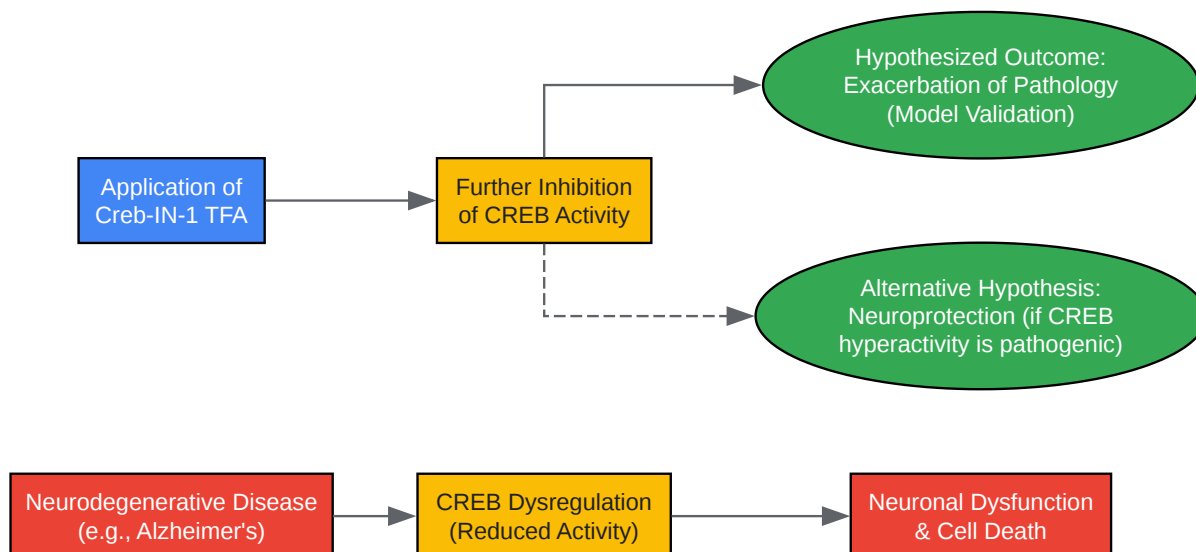 Hypothesized Outcome:
Exacerbation of Pathology
(Model Validation)
Application of
Creb-IN-1 TFA
Further Inhibition
of CREB Activity
Alternative Hypothesis:
Neuroprotection (if CREB
hyperactivity is pathogenic)
Neurodegenerative Disease
(e.g., Alzheimer's)
CREB Dysregulation
(Reduced Activity)
Neuronal Dysfunction
& Cell Death